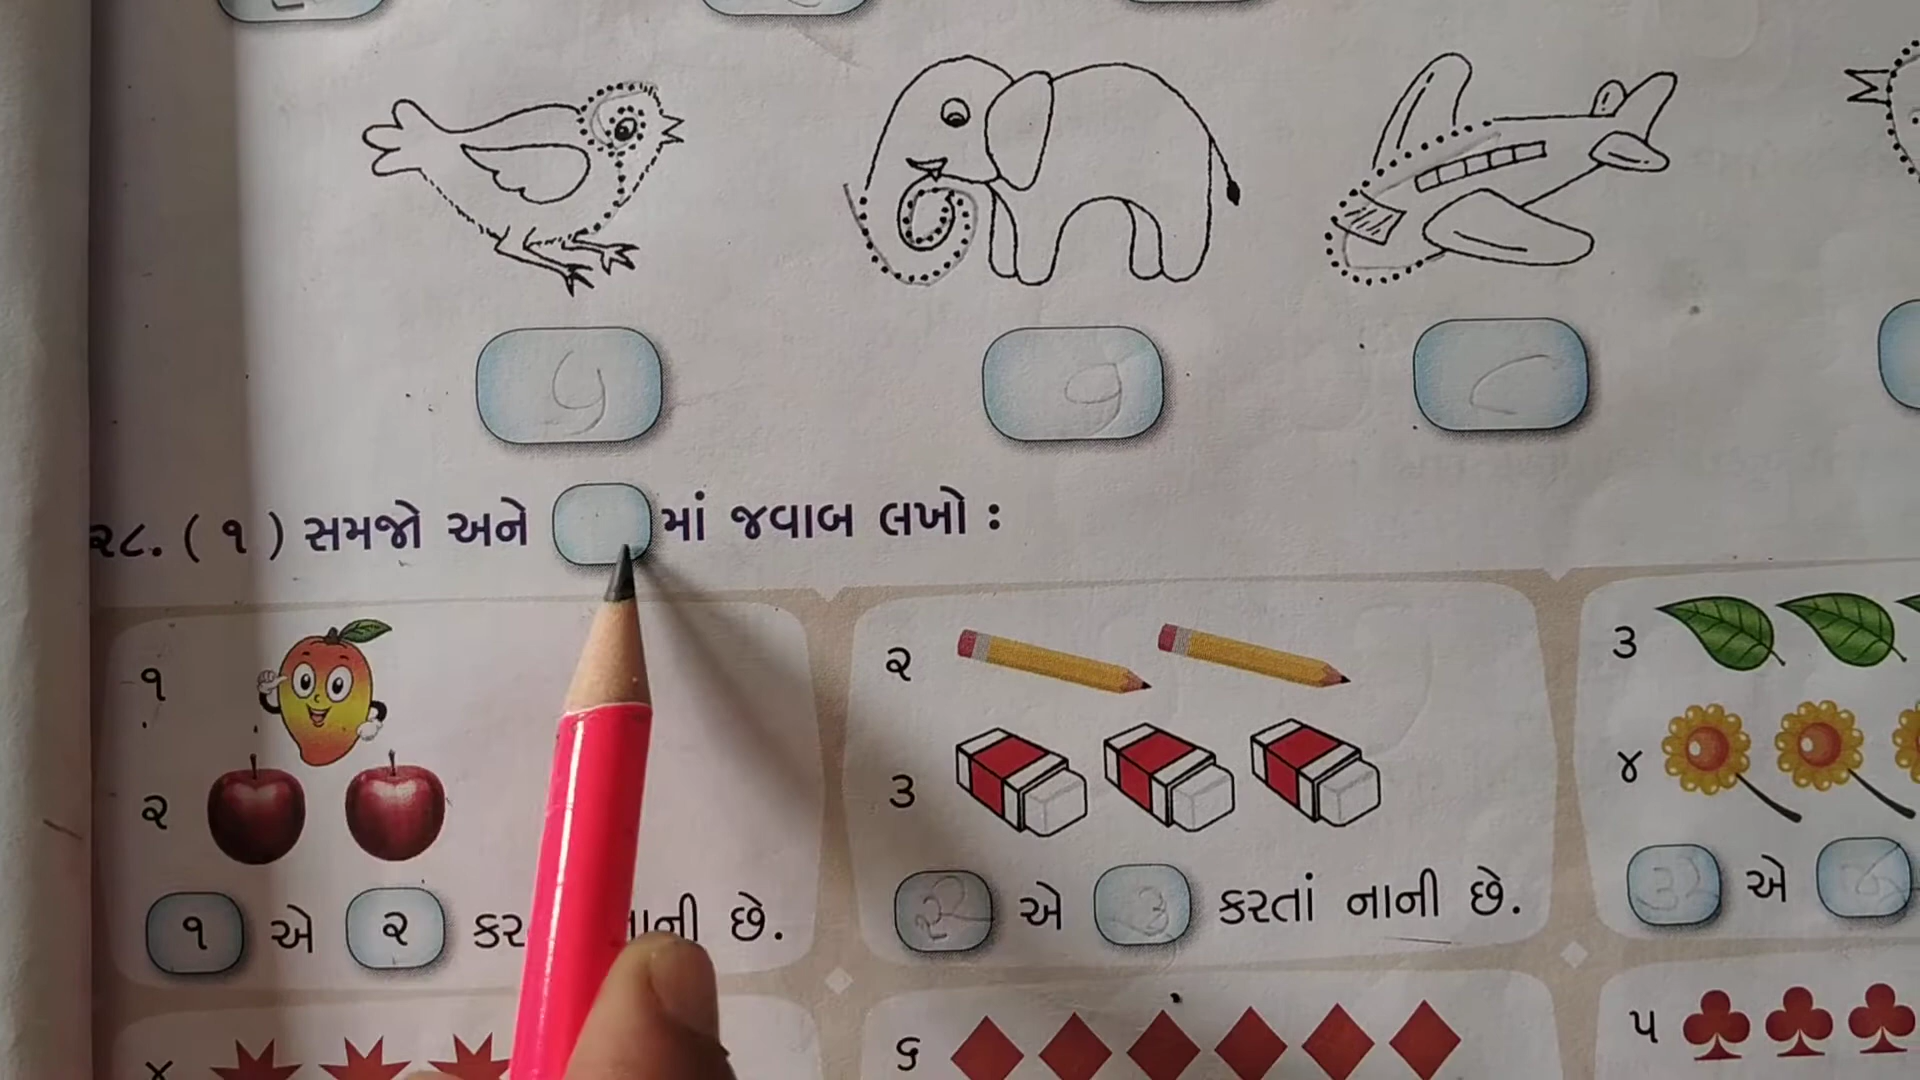 ૨૮. ( ૧ ) સમજો અને માં જવાબ લખો :
૧
૨
૧ એ ૨ છે.
૨
૩
૨ એ ૩ કરતાં નાની છે.
૩
૪
૩ એ
૪
૬
૫